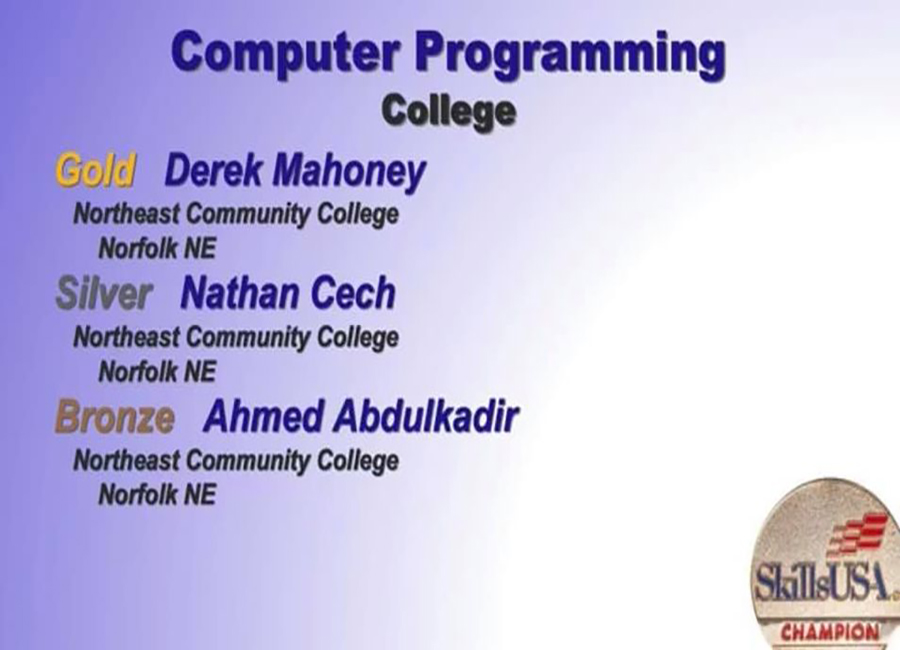 Computer Programming
College
Gold Derek Mahoney
Northeast Community College
Norfolk NE
Silver Nathan Cech
Northeast Community College
Norfolk NE
Bronze Ahmed Abdulkadir
Northeast Community College
Norfolk NE
SkillsUSA
CHAMPION